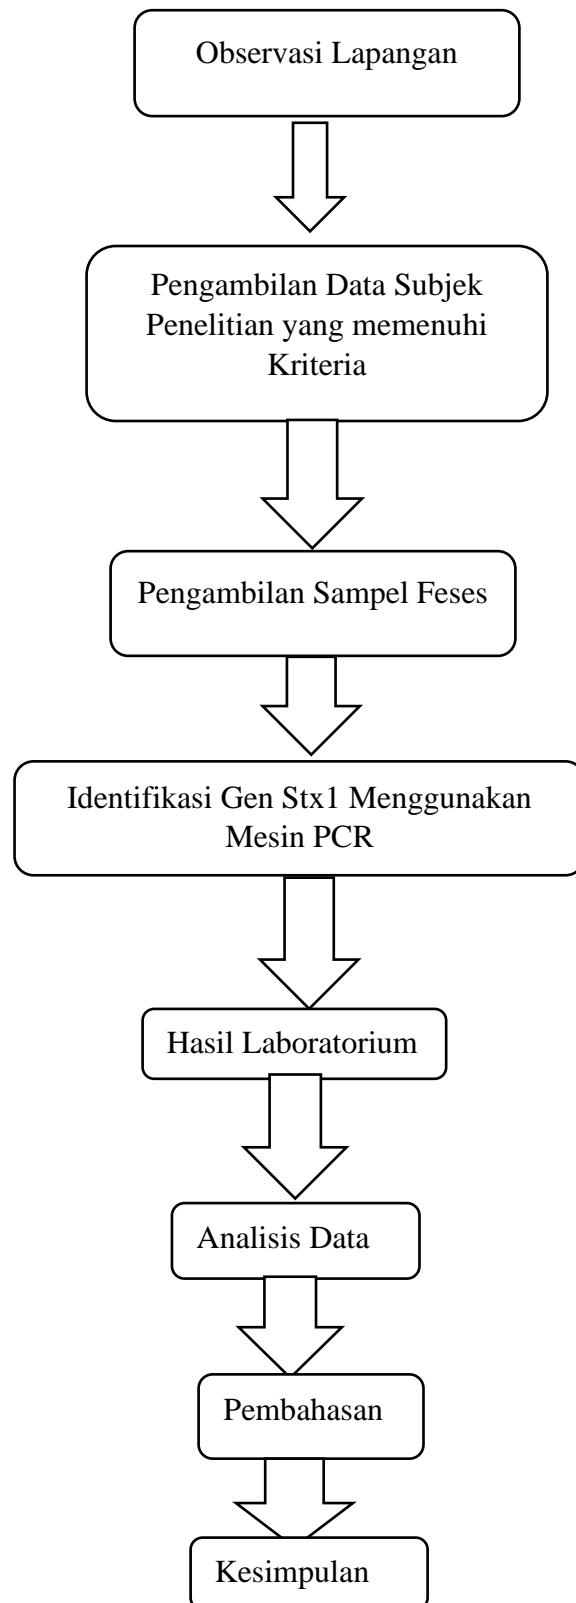 Observasi Lapangan
Pengambilan Data Subjek
Penelitian yang memenuhi
Kriteria
Pengambilan Sampel Feses
Identifikasi Gen Stx1 Menggunakan
Mesin PCR
Hasil Laboratorium
Analisis Data
Pembahasan
Kesimpulan